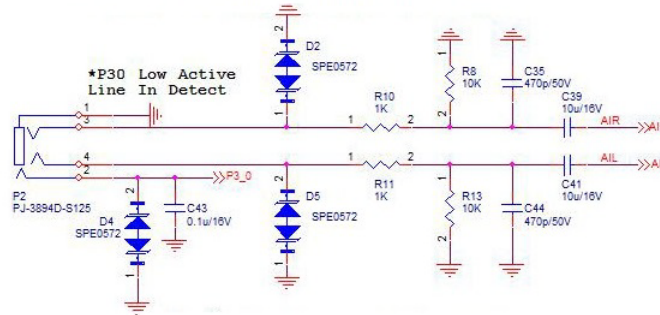 *P30 Low Active
Line In Detect
2
D2
SPE0572
1
R8
10K
1
2
C35
470p/50V
C39
10u/16V
AIR
R10
1
2
1K
1
3
4
2
P3_0
P2
PJ-3894D-S125
D4
SPE0572
2
1
C43
0.1u/16V
2
D5
SPE0572
1
1
2
R11
1K
1
R13
10K
2
C44
470p/50V
C41
10u/16V
AIL